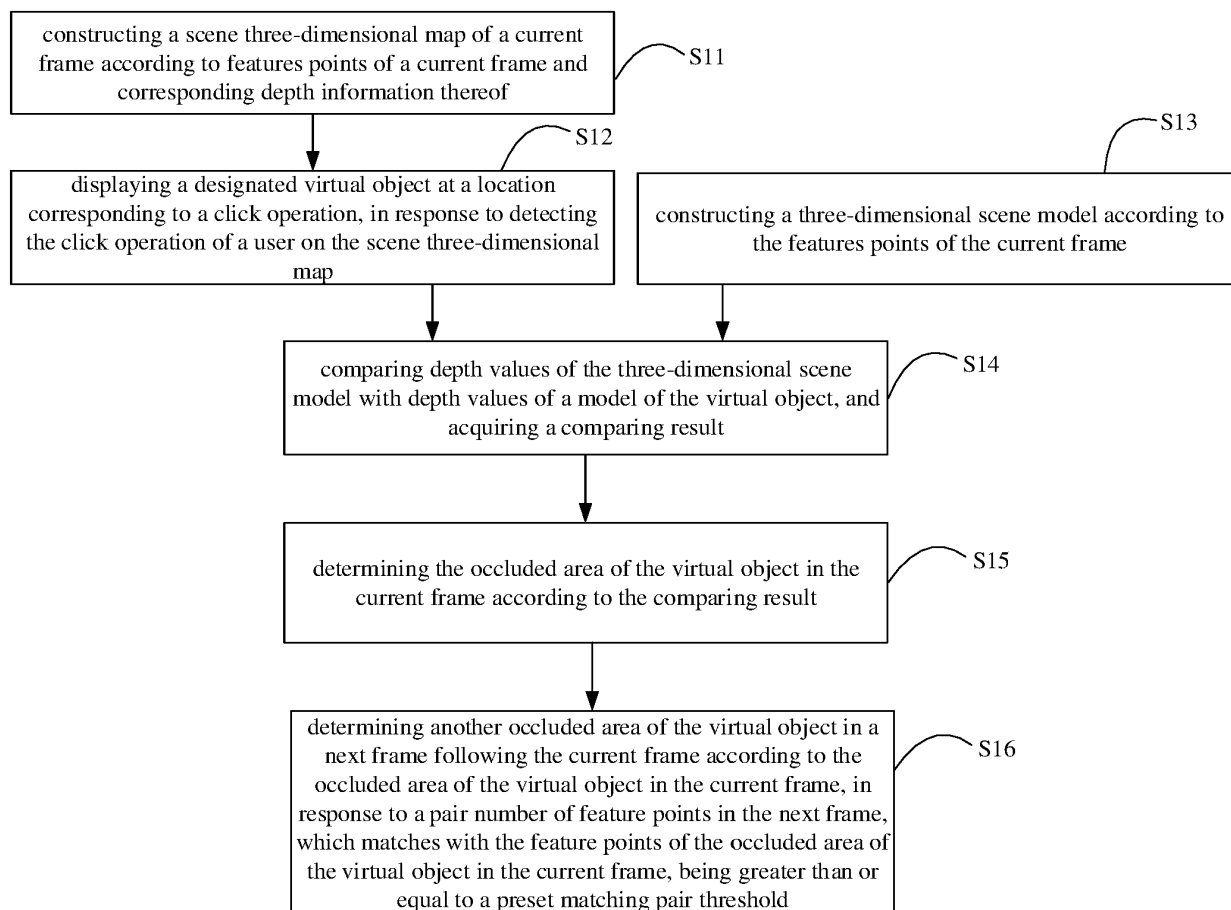 constructing a scene three-dimensional map of a current
frame according to features points of a current frame and
corresponding depth information thereof
S11
S12
displaying a designated virtual object at a location
corresponding to a click operation, in response to detecting
the click operation of a user on the scene three-dimensional
map
S13
constructing a three-dimensional scene model according to
the features points of the current frame
comparing depth values of the three-dimensional scene
model with depth values of a model of the virtual object, and
acquiring a comparing result
S14
determining the occluded area of the virtual object in the
current frame according to the comparing result
S15
determining another occluded area of the virtual object in a
next frame following the current frame according to the
occluded area of the virtual object in the current frame, in
response to a pair number of feature points in the next frame,
which matches with the feature points of the occluded area of
the virtual object in the current frame, being greater than or
equal to a preset matching pair threshold
S16